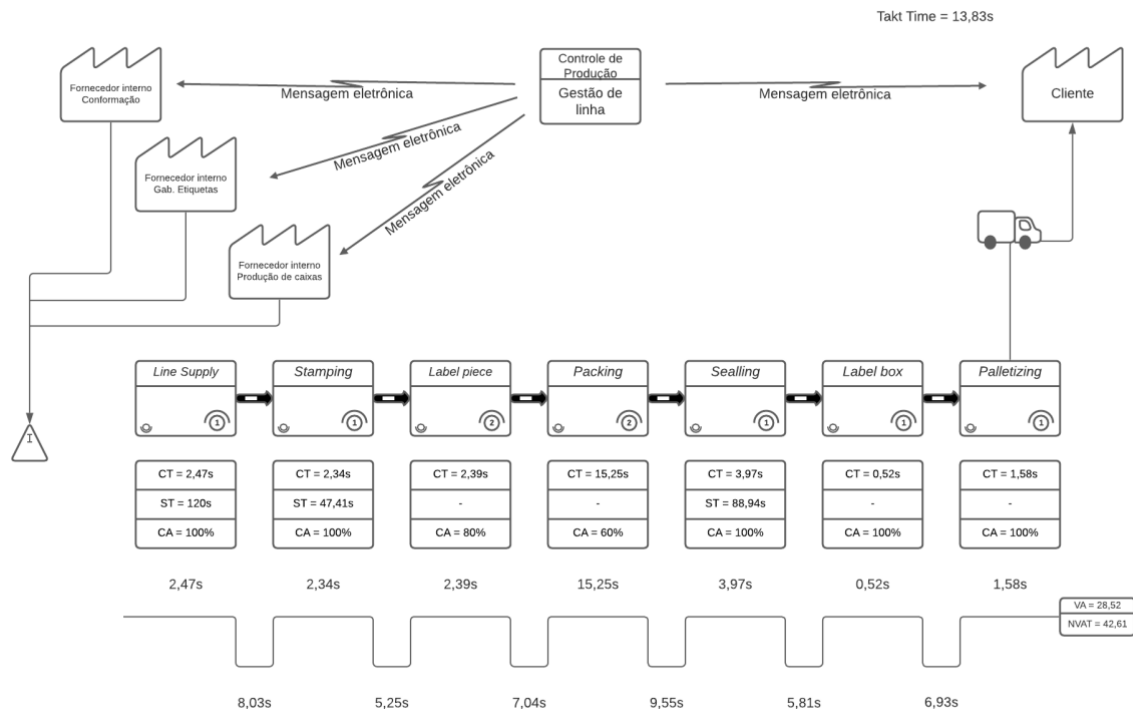 Takt Time = 13,83s
Fornecedor interno
Conformação
Mensagem eletrônica
Controle de
Produção
Gestão de
linha
Mensagem eletrônica
Cliente
Mensagem eletrônica
Fornecedor interno
Gab. Etiquetas
Mensagem eletrônica
Fornecedor interno
Produção de caixas
Line Supply
Stamping
Label piece
Packing
Sealling
Label box
Palletizing
1
1
2
2
1
1
1
I
CT = 2,47s
CT = 2,34s
CT = 2,39s
CT = 15,25s
CT = 3,97s
CT = 0,52s
CT = 1,58s
ST = 120s
ST = 47,41s
-
-
ST = 88,94s
-
-
CA = 100%
CA = 100%
CA = 80%
CA = 60%
CA = 100%
CA = 100%
CA = 100%
2,47s
2,34s
2,39s
15,25s
3,97s
0,52s
1,58s
VA = 28,52
NVAT = 42,61
8,03s
5,25s
7,04s
9,55s
5,81s
6,93s